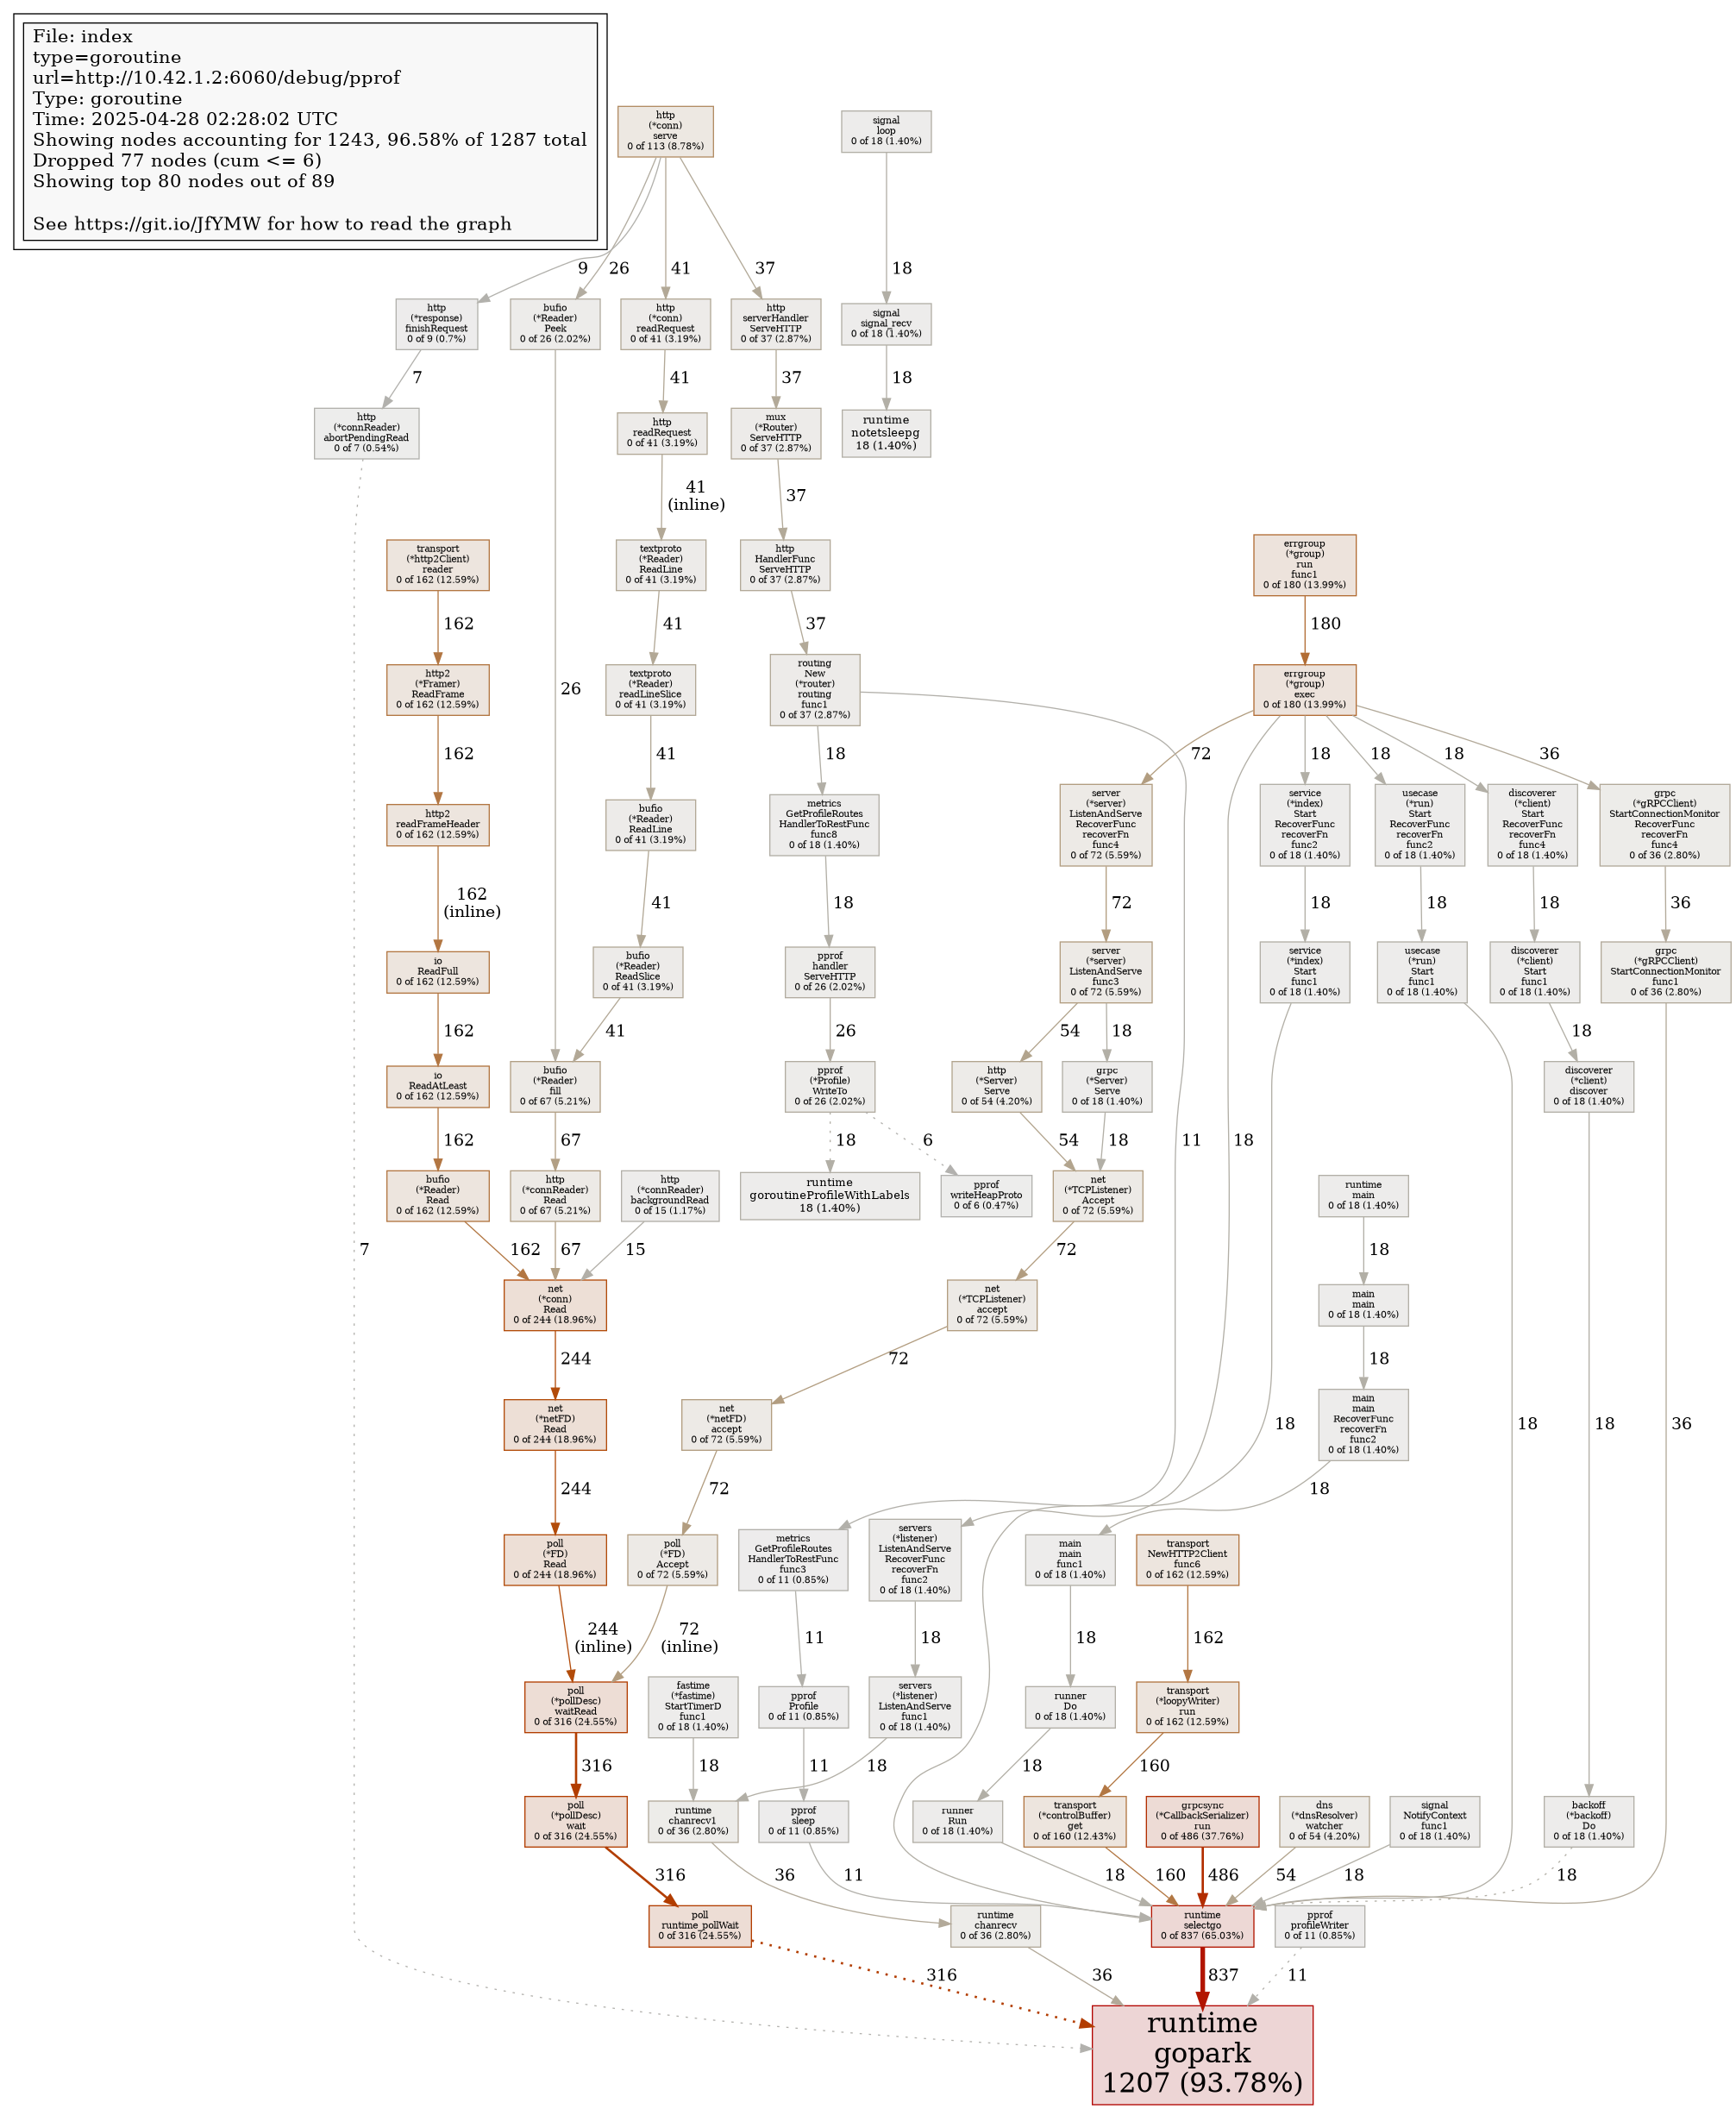 File: index
type=goroutine
url=http://10.42.1.2:6060/debug/pprof
Type: goroutine
Time: 2025-04-28 02:28:02 UTC
Showing nodes accounting for 1243, 96.58% of 1287 total
Dropped 77 nodes (cum <= 6)
Showing top 80 nodes out of 89
See https://git.io/JfYMW for how to read the graph
http
(*conn)
serve
0 of 113 (8.78%)
signal
loop
0 of 18 (1.40%)
9
26
41
37
18
http
(*response)
finishRequest
0 of 9 (0.7%)
bufio
(*Reader)
Peek
0 of 26 (2.02%)
http
(*conn)
readRequest
0 of 41 (3.19%)
http
serverHandler
ServeHTTP
0 of 37 (2.87%)
signal
signal_recv
0 of 18 (1.40%)
7
41
37
18
http
(*connReader)
abortPendingRead
0 of 7 (0.54%)
http
readRequest
0 of 41 (3.19%)
mux
(*Router)
ServeHTTP
0 of 37 (2.87%)
runtime
notetsleepg
18 (1.40%)
41
(inline)
37
transport
(*http2Client)
reader
0 of 162 (12.59%)
textproto
(*Reader)
ReadLine
0 of 41 (3.19%)
http
HandlerFunc
ServeHTTP
0 of 37 (2.87%)
errgroup
(*group)
run
func1
0 of 180 (13.99%)
162
41
37
180
http2
(*Framer)
ReadFrame
0 of 162 (12.59%)
26
textproto
(*Reader)
readLineSlice
0 of 41 (3.19%)
routing
New
(*router)
routing
func1
0 of 37 (2.87%)
errgroup
(*group)
exec
0 of 180 (13.99%)
162
41
18
72
18
18
18
36
http2
readFrameHeader
0 of 162 (12.59%)
bufio
(*Reader)
ReadLine
0 of 41 (3.19%)
metrics
GetProfileRoutes
HandlerToRestFunc
func8
0 of 18 (1.40%)
server
(*server)
ListenAndServe
RecoverFunc
recoverFn
func4
0 of 72 (5.59%)
service
(*index)
Start
RecoverFunc
recoverFn
func2
0 of 18 (1.40%)
usecase
(*run)
Start
RecoverFunc
recoverFn
func2
0 of 18 (1.40%)
discoverer
(*client)
Start
RecoverFunc
recoverFn
func4
0 of 18 (1.40%)
grpc
(*gRPCClient)
StartConnectionMonitor
RecoverFunc
recoverFn
func4
0 of 36 (2.80%)
162
(inline)
41
18
72
18
18
18
36
io
ReadFull
0 of 162 (12.59%)
bufio
(*Reader)
ReadSlice
0 of 41 (3.19%)
pprof
handler
ServeHTTP
0 of 26 (2.02%)
server
(*server)
ListenAndServe
func3
0 of 72 (5.59%)
service
(*index)
Start
func1
0 of 18 (1.40%)
usecase
(*run)
Start
func1
0 of 18 (1.40%)
discoverer
(*client)
Start
func1
0 of 18 (1.40%)
grpc
(*gRPCClient)
StartConnectionMonitor
func1
0 of 36 (2.80%)
162
41
26
54
18
18
io
ReadAtLeast
0 of 162 (12.59%)
bufio
(*Reader)
fill
0 of 67 (5.21%)
pprof
(*Profile)
WriteTo
0 of 26 (2.02%)
http
(*Server)
Serve
0 of 54 (4.20%)
grpc
(*Server)
Serve
0 of 18 (1.40%)
discoverer
(*client)
discover
0 of 18 (1.40%)
162
67
18
6
54
18
11
18
bufio
(*Reader)
Read
0 of 162 (12.59%)
http
(*connReader)
Read
0 of 67 (5.21%)
http
(*connReader)
backgroundRead
0 of 15 (1.17%)
runtime
goroutineProfileWithLabels
18 (1.40%)
pprof
writeHeapProto
0 of 6 (0.47%)
net
(*TCPListener)
Accept
0 of 72 (5.59%)
runtime
main
0 of 18 (1.40%)
7
162
67
15
72
18
net
(*conn)
Read
0 of 244 (18.96%)
net
(*TCPListener)
accept
0 of 72 (5.59%)
main
main
0 of 18 (1.40%)
244
72
18
net
(*netFD)
Read
0 of 244 (18.96%)
net
(*netFD)
accept
0 of 72 (5.59%)
18
main
main
RecoverFunc
recoverFn
func2
0 of 18 (1.40%)
18
18
36
244
72
18
poll
(*FD)
Read
0 of 244 (18.96%)
poll
(*FD)
Accept
0 of 72 (5.59%)
metrics
GetProfileRoutes
HandlerToRestFunc
func3
0 of 11 (0.85%)
servers
(*listener)
ListenAndServe
RecoverFunc
recoverFn
func2
0 of 18 (1.40%)
main
main
func1
0 of 18 (1.40%)
transport
NewHTTP2Client
func6
0 of 162 (12.59%)
244
(inline)
72
(inline)
11
18
18
162
poll
(*pollDesc)
waitRead
0 of 316 (24.55%)
fastime
(*fastime)
StartTimerD
func1
0 of 18 (1.40%)
pprof
Profile
0 of 11 (0.85%)
servers
(*listener)
ListenAndServe
func1
0 of 18 (1.40%)
runner
Do
0 of 18 (1.40%)
transport
(*loopyWriter)
run
0 of 162 (12.59%)
316
18
11
18
18
160
poll
(*pollDesc)
wait
0 of 316 (24.55%)
runtime
chanrecv1
0 of 36 (2.80%)
pprof
sleep
0 of 11 (0.85%)
runner
Run
0 of 18 (1.40%)
transport
(*controlBuffer)
get
0 of 160 (12.43%)
grpcsync
(*CallbackSerializer)
run
0 of 486 (37.76%)
dns
(*dnsResolver)
watcher
0 of 54 (4.20%)
signal
NotifyContext
func1
0 of 18 (1.40%)
backoff
(*backoff)
Do
0 of 18 (1.40%)
316
36
11
18
160
486
54
18
18
poll
runtime_pollWait
0 of 316 (24.55%)
runtime
chanrecv
0 of 36 (2.80%)
runtime
selectgo
0 of 837 (65.03%)
pprof
profileWriter
0 of 11 (0.85%)
316
36
837
11
runtime
gopark
1207 (93.78%)